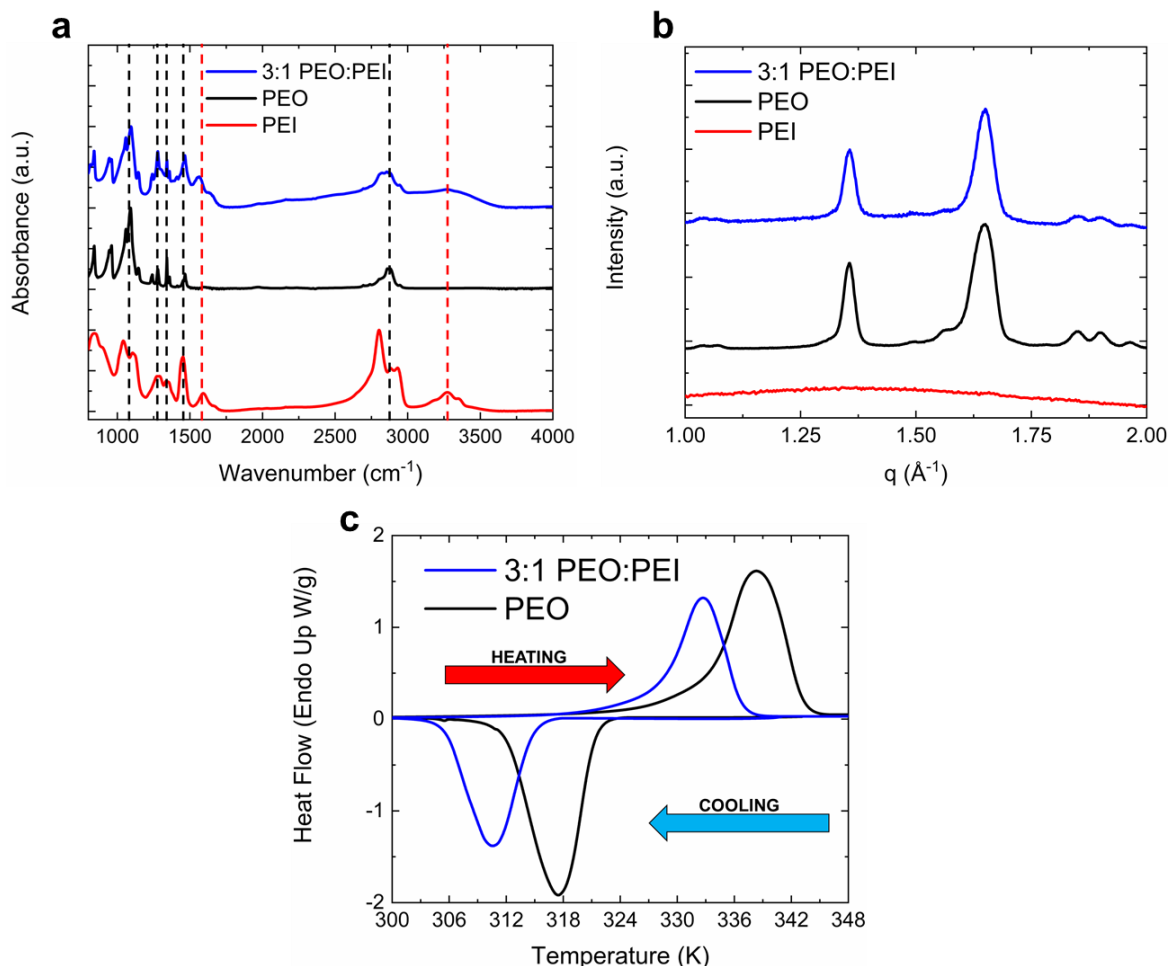 a
3:1 PEO:PEI
PEO
PEI
Absorbance (a.u.)
1000 1500 2000 2500 3000 3500 4000
Wavenumber (cm⁻¹)
b
3:1 PEO:PEI
PEO
PEI
Intensity (a.u.)
1.00 1.25 1.50 1.75 2.00
q (Å⁻¹)
c
3:1 PEO:PEI
PEO
HEATING
COOLING
Heat Flow (Endo Up W/g)
2
1
0
-1
-2
300 306 312 318 324 330 336 342 348
Temperature (K)